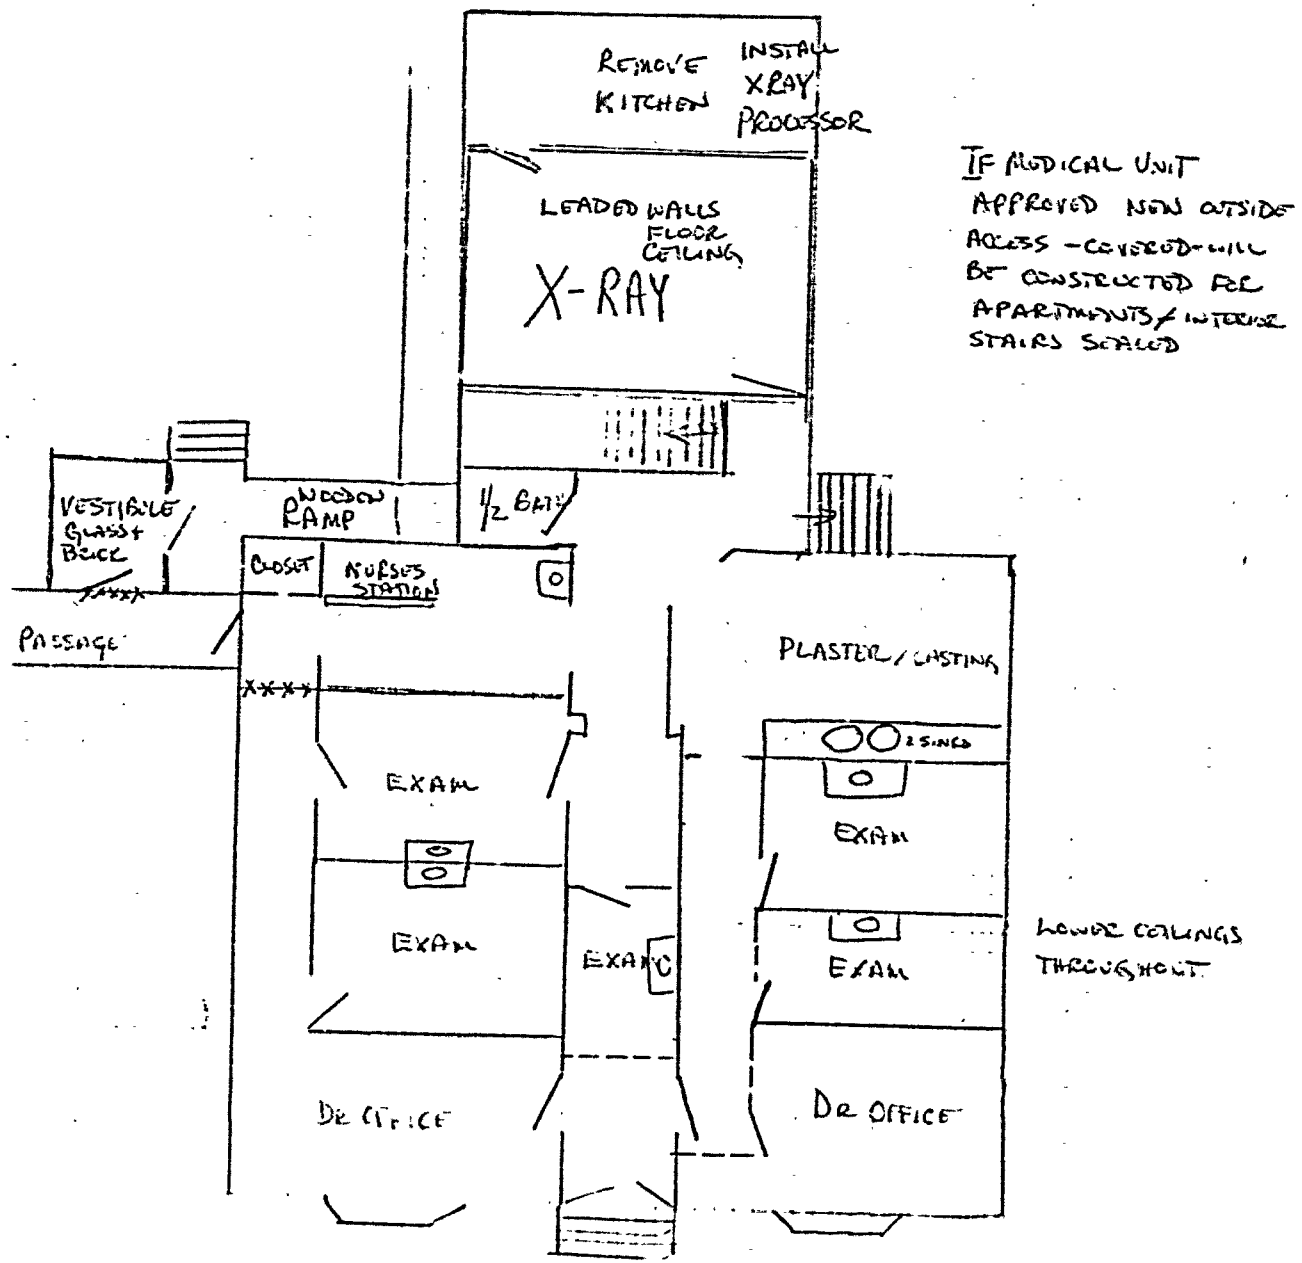 REMOVE
KITCHEN
INSTALL
XRAY
PROCESSOR
LEADED WALLS
FLOOR
CEILING
X-RAY
IF MEDICAL UNIT
APPROVED NEW OUTSIDE
ACCESS - COVERED - WILL
BE CONSTRUCTED FOR
APARTMENTS / INTERIOR
STAIRS SEALED
VESTIBULE
GLASS +
BRICK
WOODEN
RAMP
1/2 BATH
CLOSET
NURSES
STATION
PASSAGE
PLASTER / CASTING
2 SINKS
EXAM
EXAM
EXAM
EXAM
EXAM
LOWER CEILINGS
THROUGHOUT
DR OFFICE
DR OFFICE